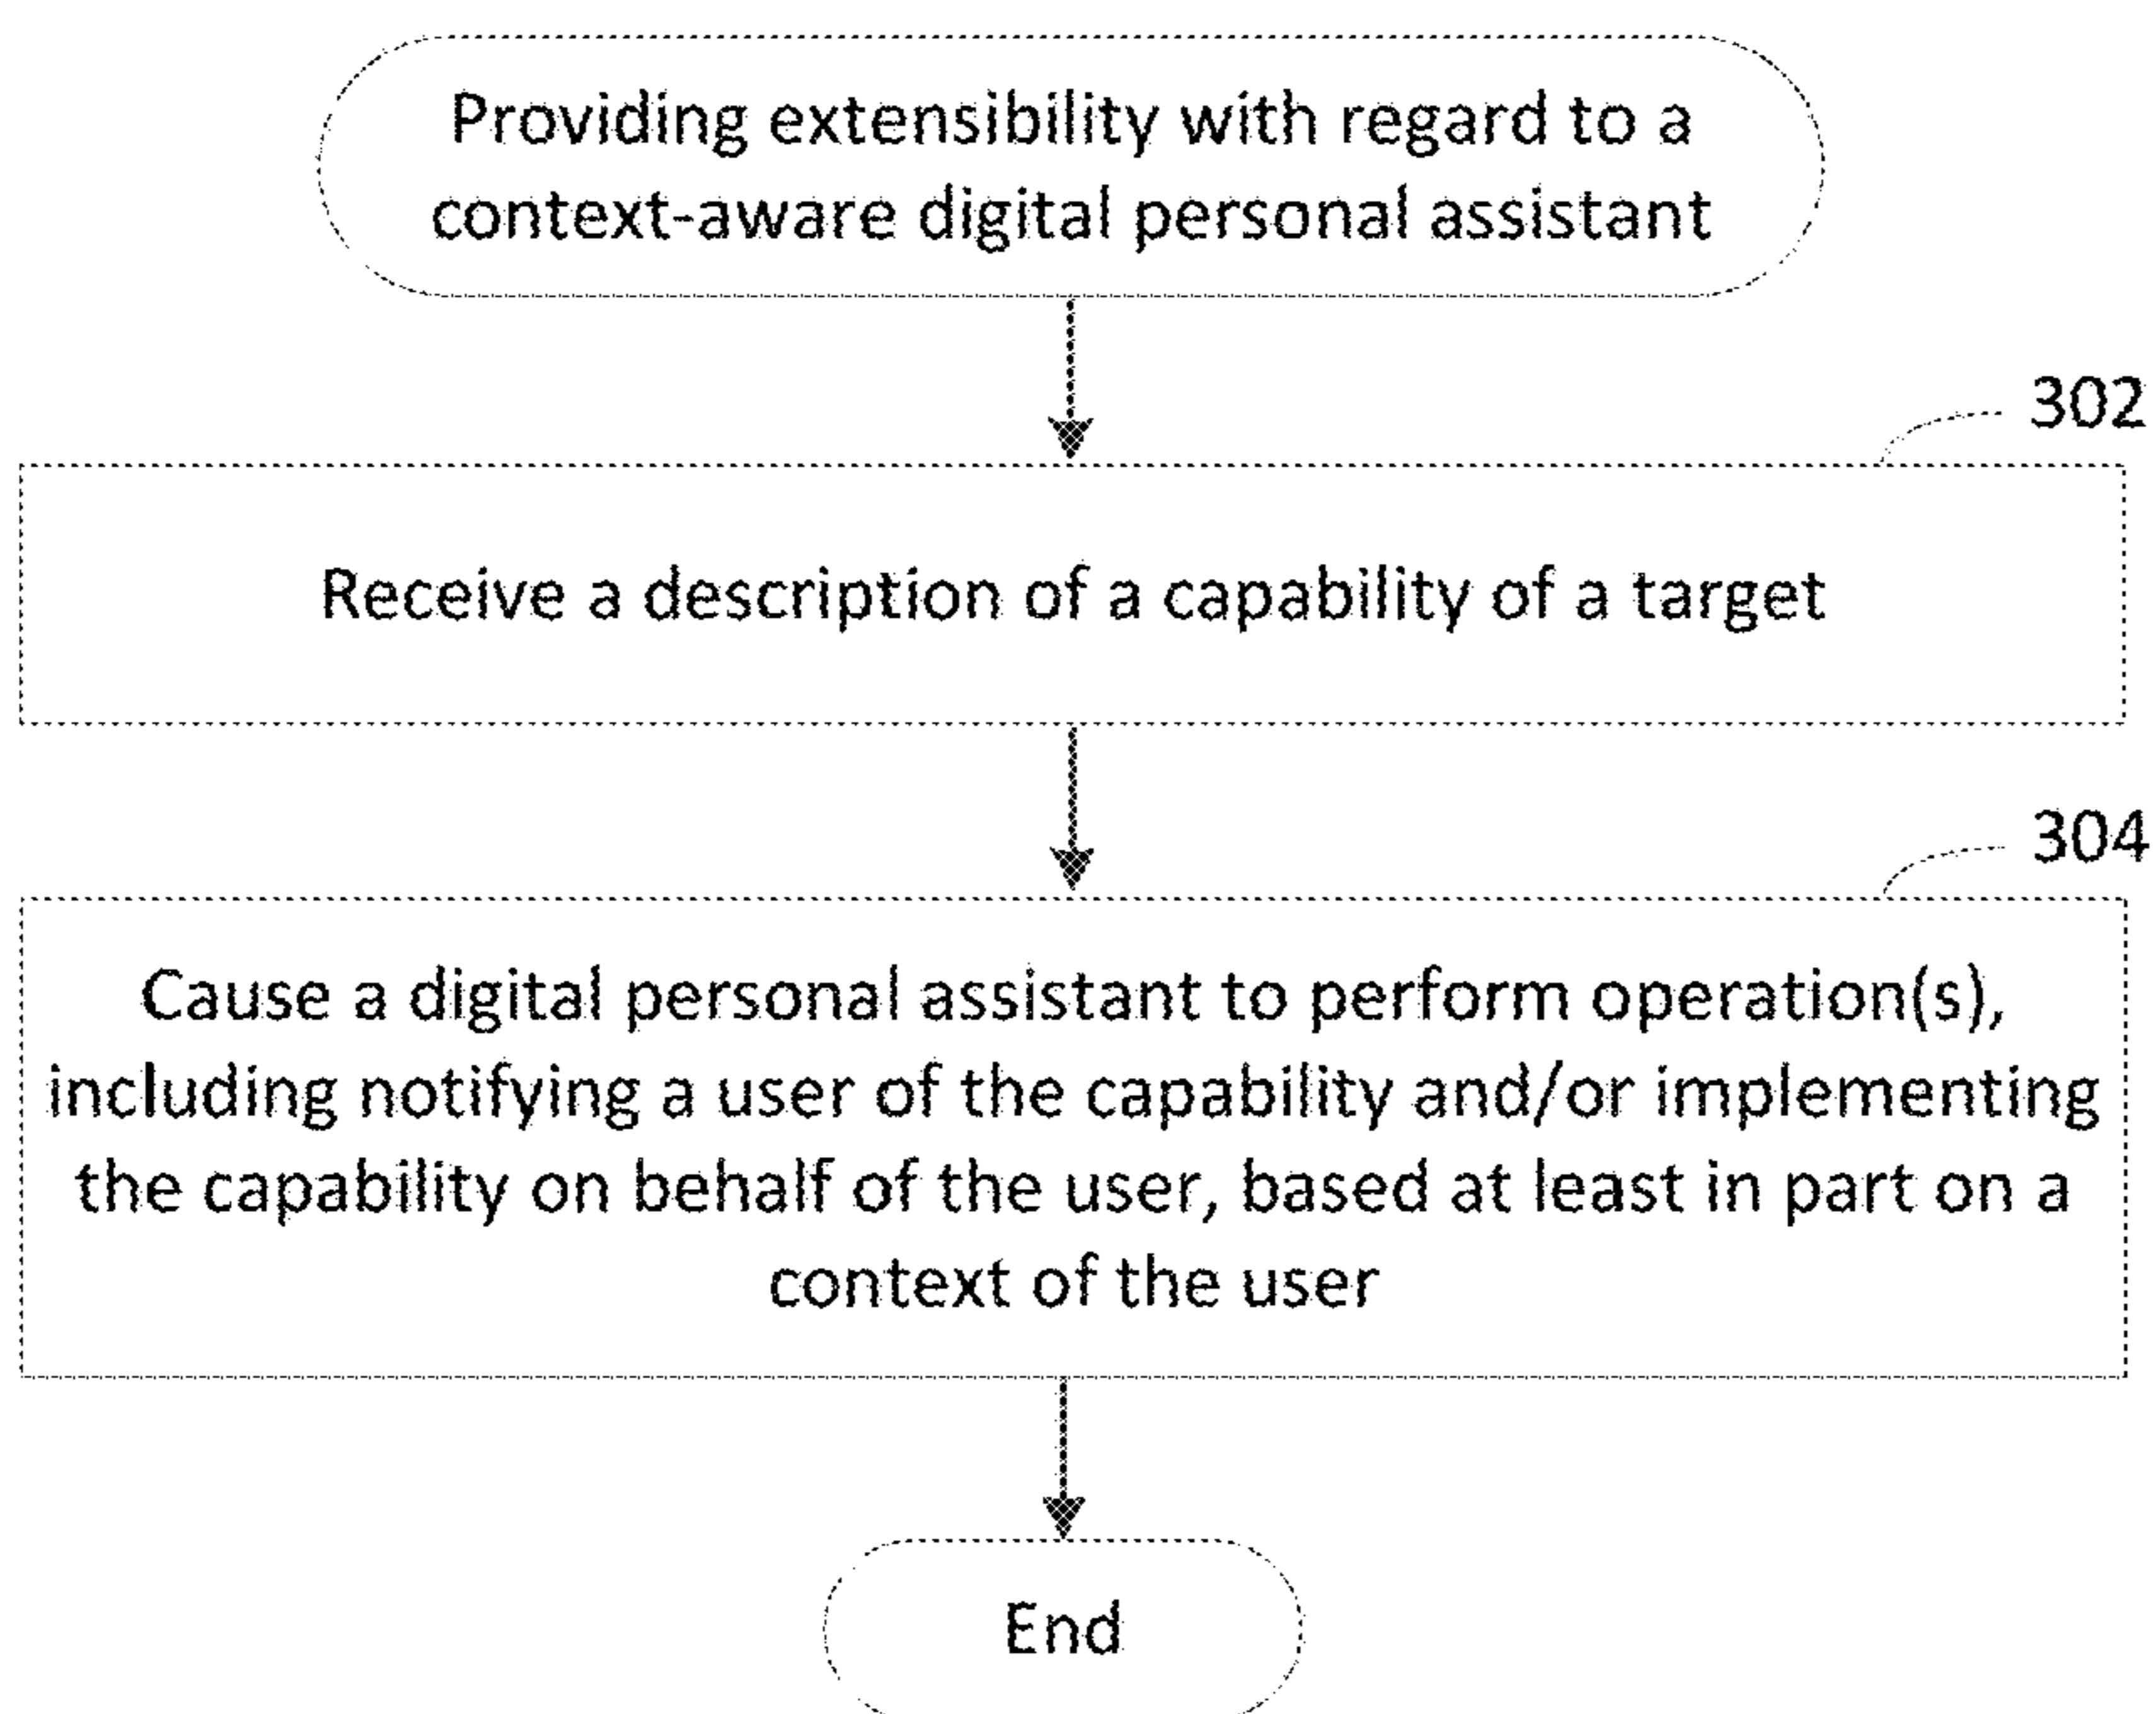 Providing extensibility with regard to a
context-aware digital personal assistant
302
Receive a description of a capability of a target
304
Cause a digital personal assistant to perform operation(s),
including notifying a user of the capability and/or implementing
the capability on behalf of the user, based at least in part on a
context of the user
End